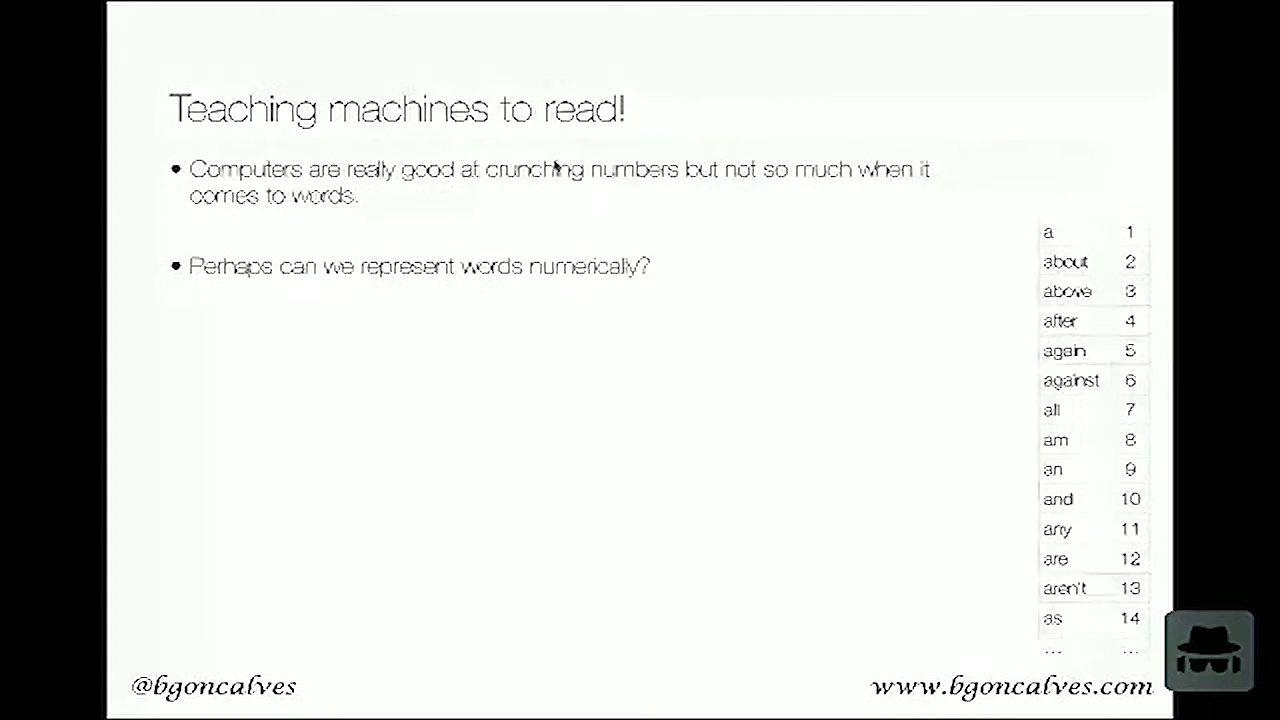 Teaching machines to read!
• Computers are really good at crunching numbers but not so much when it
comes to words.
• Perhaps can we represent words numerically?
a 1
about 2
above 3
after 4
again 5
against 6
all 7
am 8
an 9
and 10
any 11
are 12
aren't 13
as 14
... ...
@bgoncalves www.bgoncalves.com